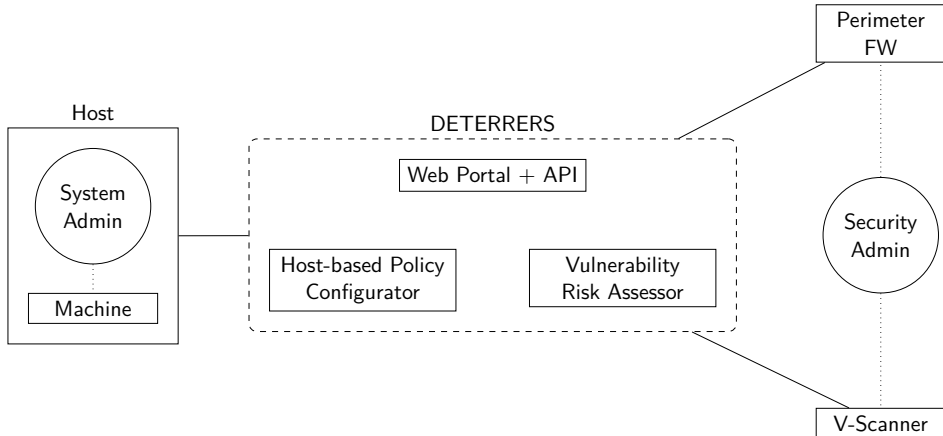 Perimeter
FW
Host
DETERRERS
Web Portal + API
System
Admin
Security
Admin
Host-based Policy
Configurator
Vulnerability
Risk Assessor
Machine
V-Scanner